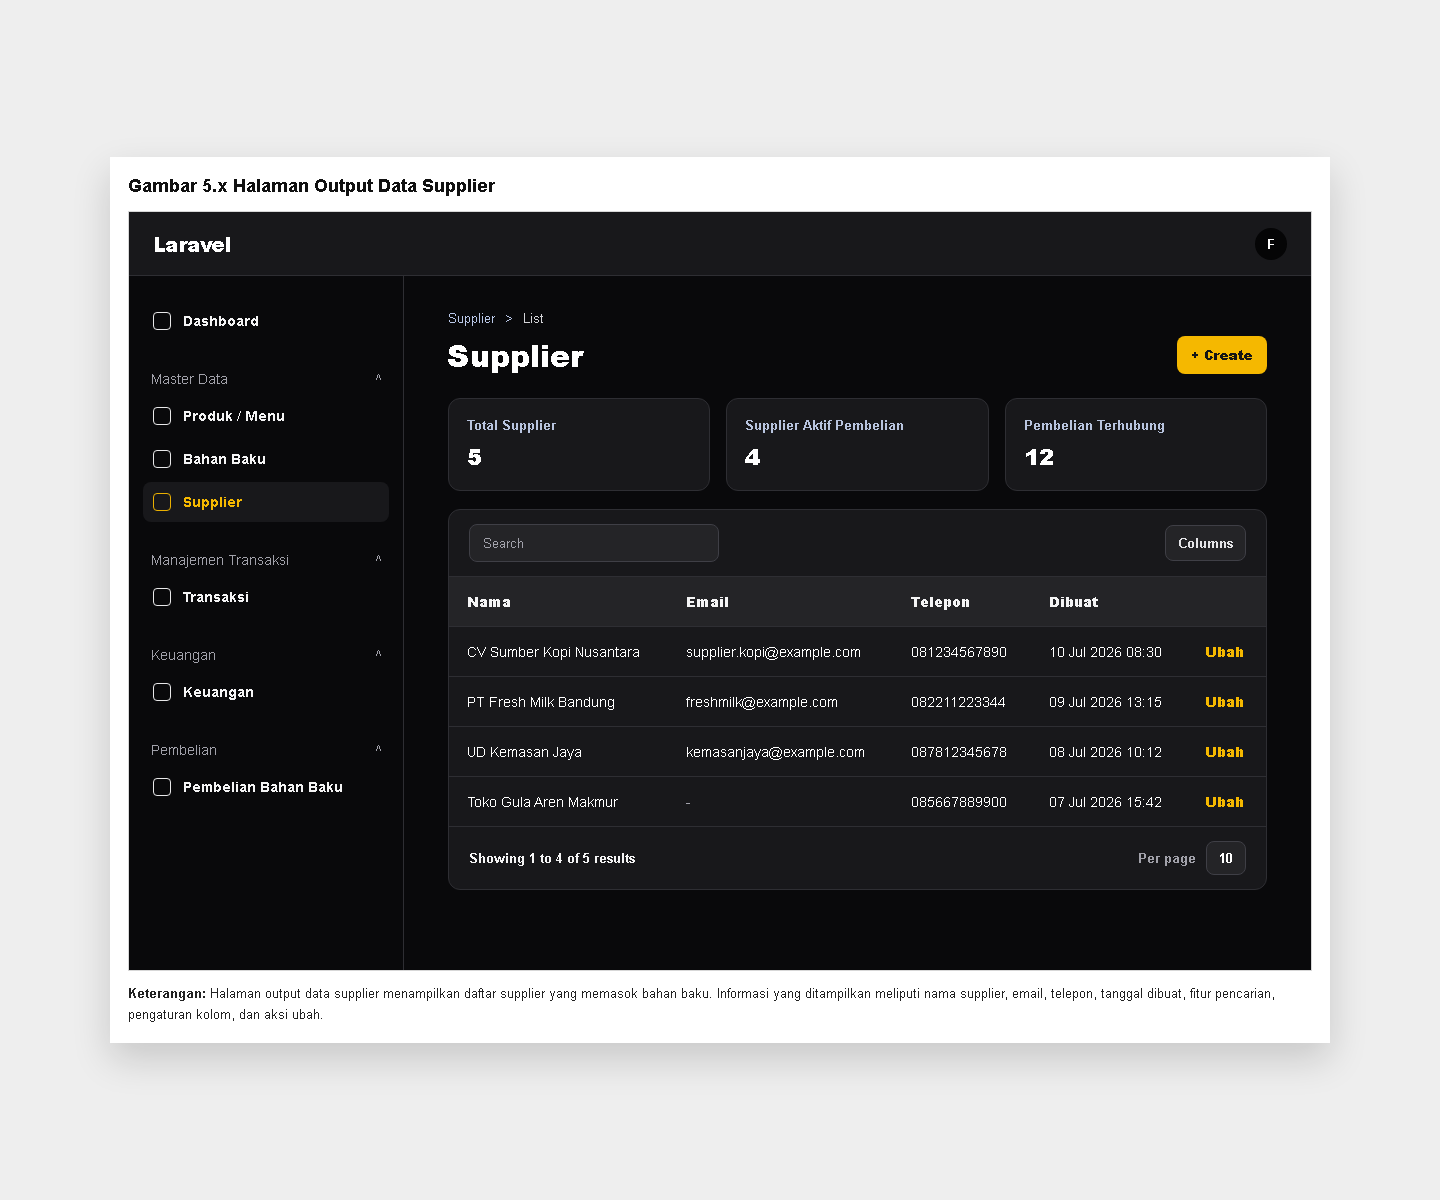 Gambar 5.x Halaman Output Data Supplier
Laravel
F
Dashboard
Master Data ^
Produk / Menu
Bahan Baku
Supplier
Manajemen Transaksi ^
Transaksi
Keuangan ^
Keuangan
Pembelian ^
Pembelian Bahan Baku
Supplier > List
Supplier
+ Create
Total Supplier
5
Supplier Aktif Pembelian
4
Pembelian Terhubung
12
Search
Columns
Nama Email Telepon Dibuat
CV Sumber Kopi Nusantara supplier.kopi@example.com 081234567890 10 Jul 2026 08:30 Ubah
PT Fresh Milk Bandung freshmilk@example.com 082211223344 09 Jul 2026 13:15 Ubah
UD Kemasan Jaya kemasanjaya@example.com 087812345678 08 Jul 2026 10:12 Ubah
Toko Gula Aren Makmur - 085667889900 07 Jul 2026 15:42 Ubah
Showing 1 to 4 of 5 results
Per page 10
Keterangan: Halaman output data supplier menampilkan daftar supplier yang memasok bahan baku. Informasi yang ditampilkan meliputi nama supplier, email, telepon, tanggal dibuat, fitur pencarian,
pengaturan kolom, dan aksi ubah.